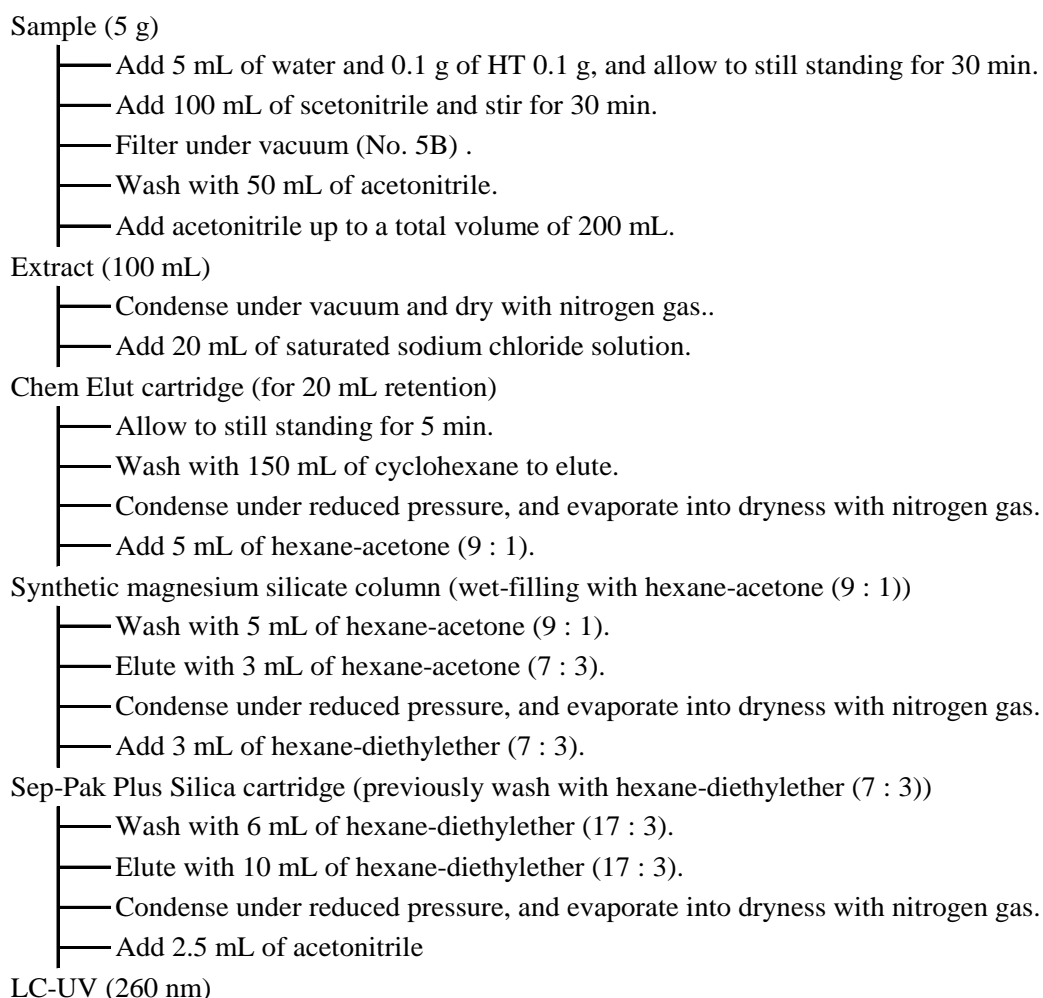 Sample (5 g)
Add 5 mL of water and 0.1 g of HT 0.1 g, and allow to still standing for 30 min.
Add 100 mL of scetonitrile and stir for 30 min.
Filter under vacuum (No. 5B) .
Wash with 50 mL of acetonitrile.
Add acetonitrile up to a total volume of 200 mL.
Extract (100 mL)
Condense under vacuum and dry with nitrogen gas..
Add 20 mL of saturated sodium chloride solution.
Chem Elut cartridge (for 20 mL retention)
Allow to still standing for 5 min.
Wash with 150 mL of cyclohexane to elute.
Condense under reduced pressure, and evaporate into dryness with nitrogen gas.
Add 5 mL of hexane-acetone (9 : 1).
Synthetic magnesium silicate column (wet-filling with hexane-acetone (9 : 1))
Wash with 5 mL of hexane-acetone (9 : 1).
Elute with 3 mL of hexane-acetone (7 : 3).
Condense under reduced pressure, and evaporate into dryness with nitrogen gas.
Add 3 mL of hexane-diethylether (7 : 3).
Sep-Pak Plus Silica cartridge (previously wash with hexane-diethylether (7 : 3))
Wash with 6 mL of hexane-diethylether (17 : 3).
Elute with 10 mL of hexane-diethylether (17 : 3).
Condense under reduced pressure, and evaporate into dryness with nitrogen gas.
Add 2.5 mL of acetonitrile
LC-UV (260 nm)